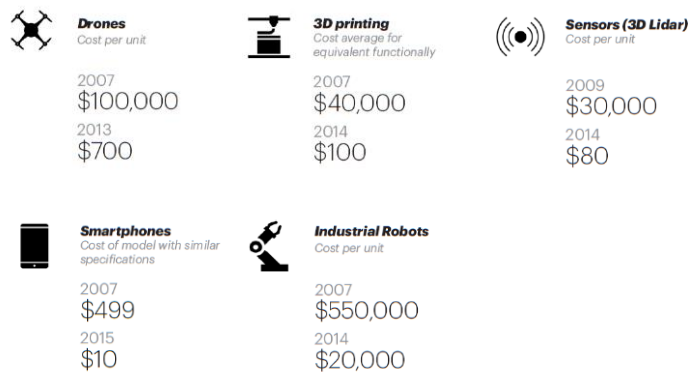 Drones
Cost per unit
2007
$100,000
2013
$700
3D printing
Cost average for
equivalent functionally
2007
$40,000
2014
$100
Sensors (3D Lidar)
Cost per unit
2009
$30,000
2014
$80
Smartphones
Cost of model with similar
specifications
2007
$499
2015
$10
Industrial Robots
Cost per unit
2007
$550,000
2014
$20,000